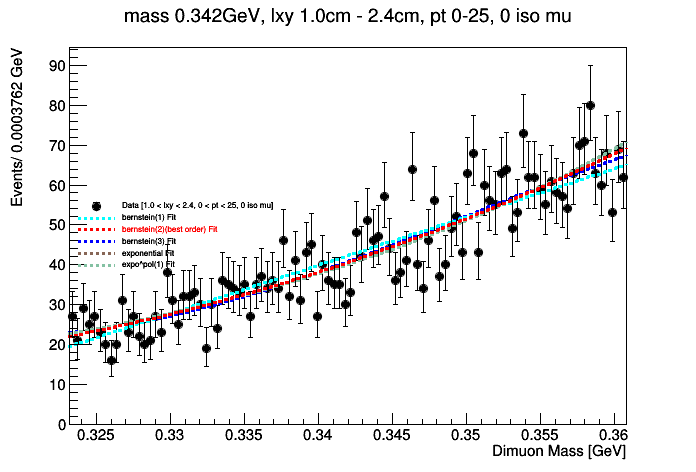 mass 0.342GeV, lxy 1.0cm - 2.4cm, pt 0-25, 0 iso mu
Events/ 0.0003762 GeV
90
80
70
60
50
40
30
20
10
0
Data [1.0 < lxy < 2.4, 0 < pt < 25, 0 iso mu]
bernstein(1) Fit
bernstein(2)(best order) Fit
bernstein(3) Fit
exponential Fit
expo*pol(1) Fit
0.325 0.33 0.335 0.34 0.345 0.35 0.355 0.36
Dimuon Mass [GeV]